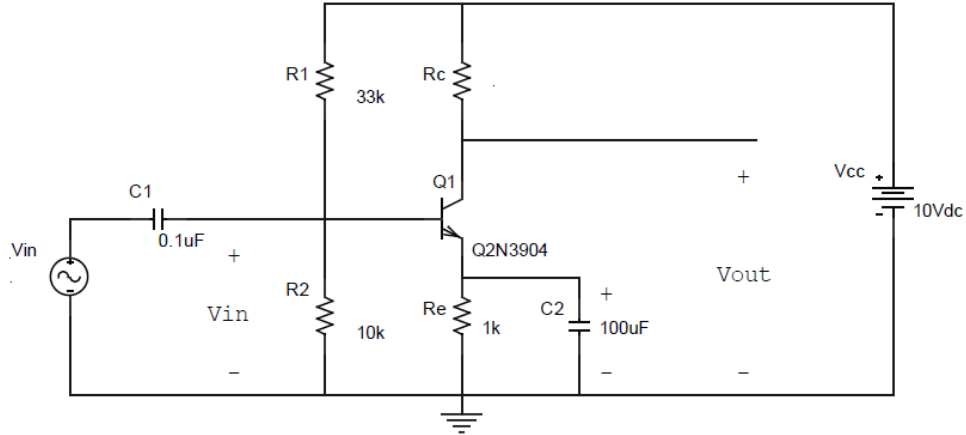 R1
33k
Rc
C1
0.1uF
Q1
Q2N3904
Vcc
+
-
10Vdc
Vin
+
Vin
-
R2
10k
Re
1k
C2
+
100uF
-
+
Vout
-